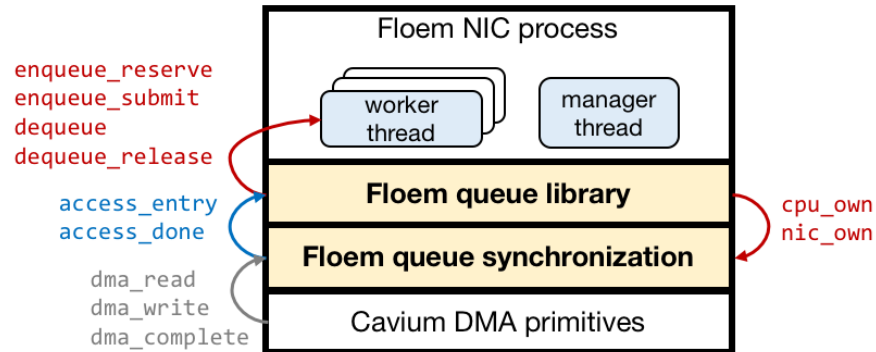 Floem NIC process
enqueue_reserve
enqueue_submit
dequeue
dequeue_release
worker
thread
manager
thread
Floem queue library
access_entry
access_done
cpu_own
nic_own
Floem queue synchronization
dma_read
dma_write
dma_complete
Cavium DMA primitives